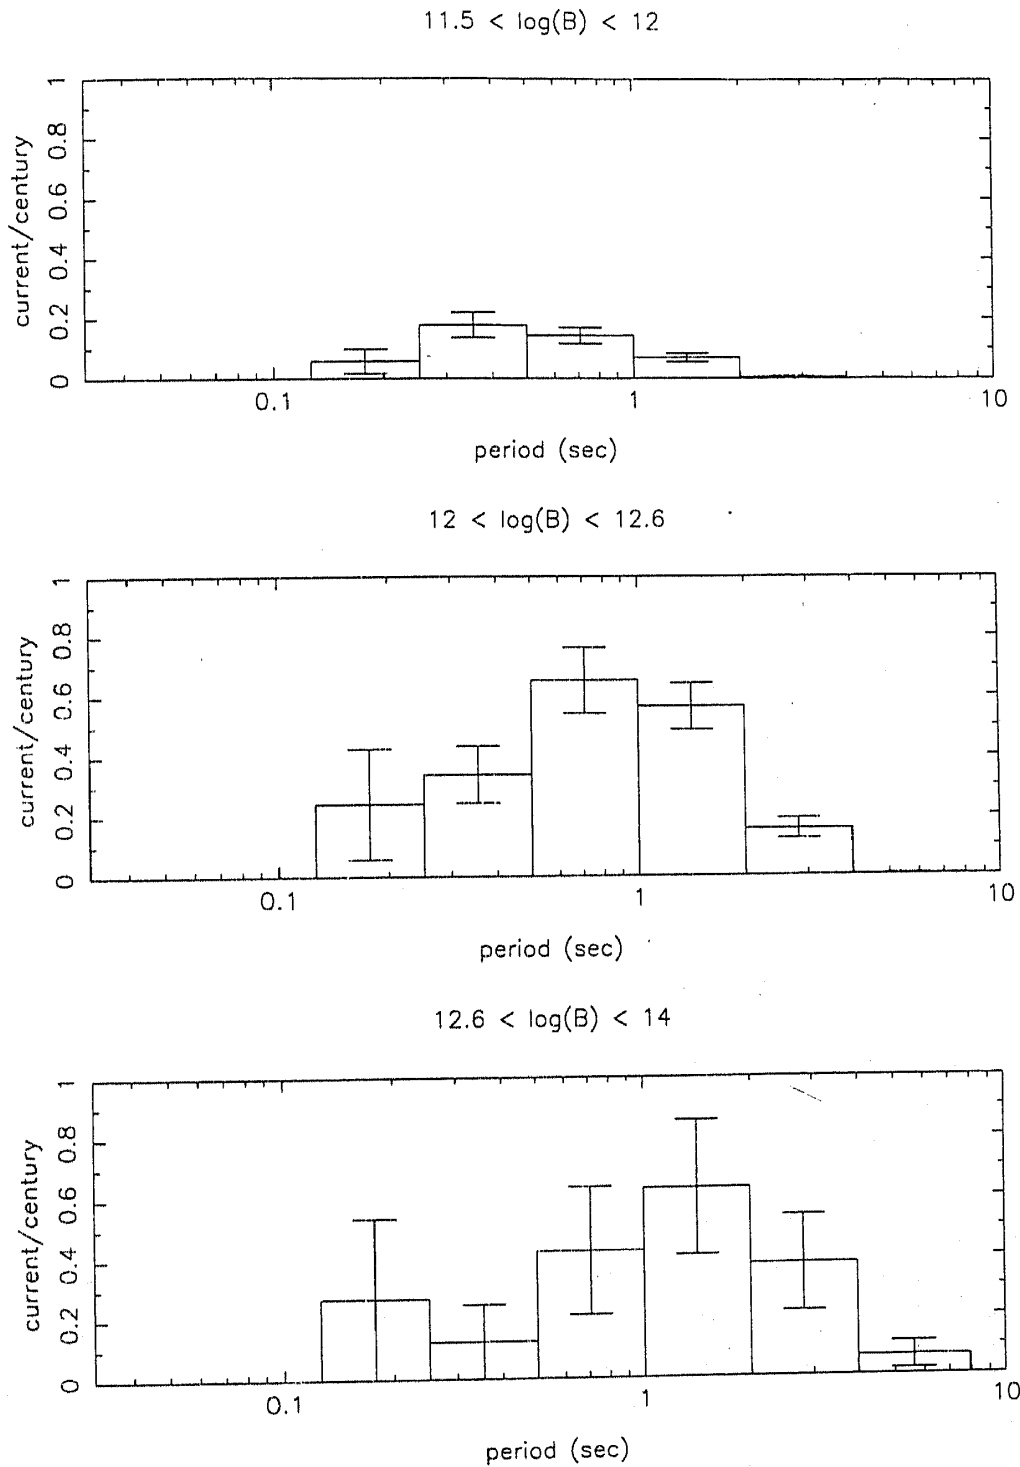 11.5 < log(B) < 12
current/century
0 0.2 0.4 0.6 0.8 1
0.1 1 10
period (sec)
12 < log(B) < 12.6
current/century
0 0.2 0.4 0.6 0.8 1
0.1 1 10
period (sec)
12.6 < log(B) < 14
current/century
0 0.2 0.4 0.6 0.8 1
0.1 1 10
period (sec)